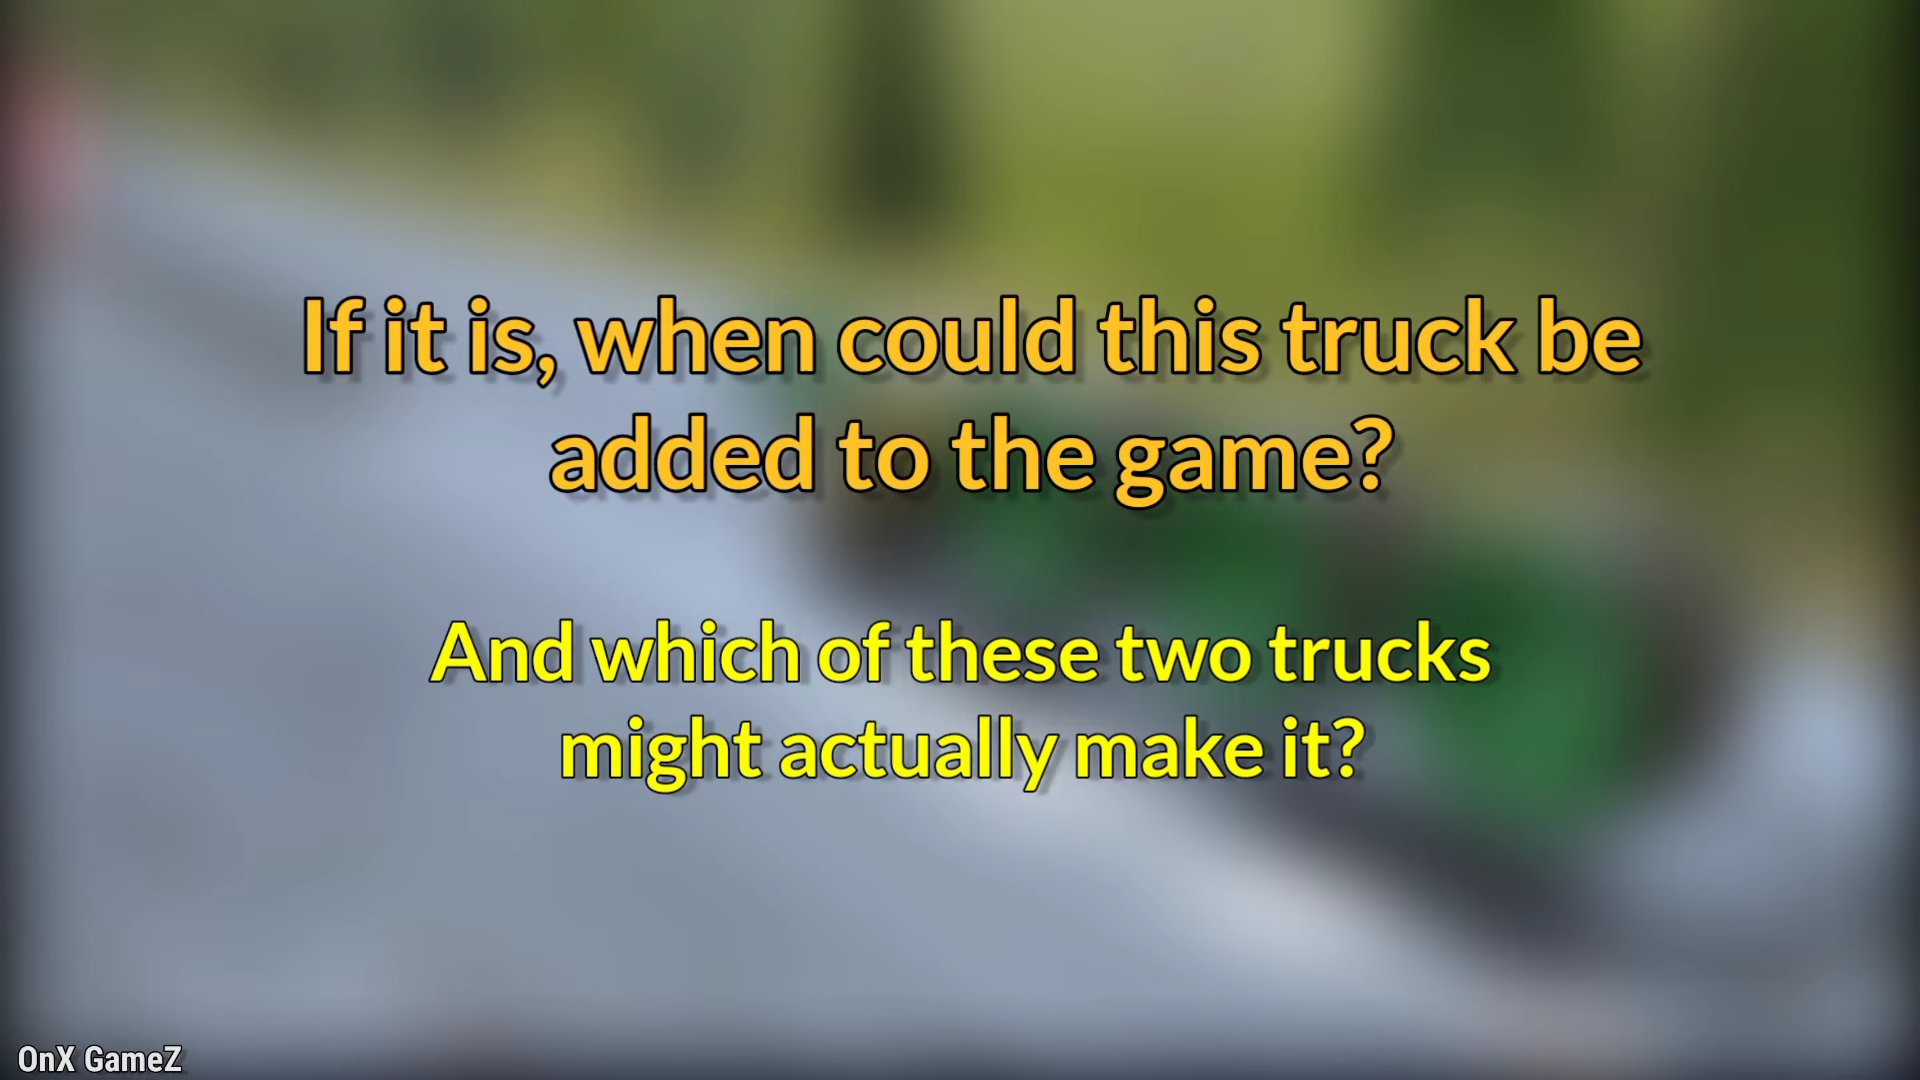 If it is, when could this truck be
added to the game?
And which of these two trucks
might actually make it?
OnX GameZ